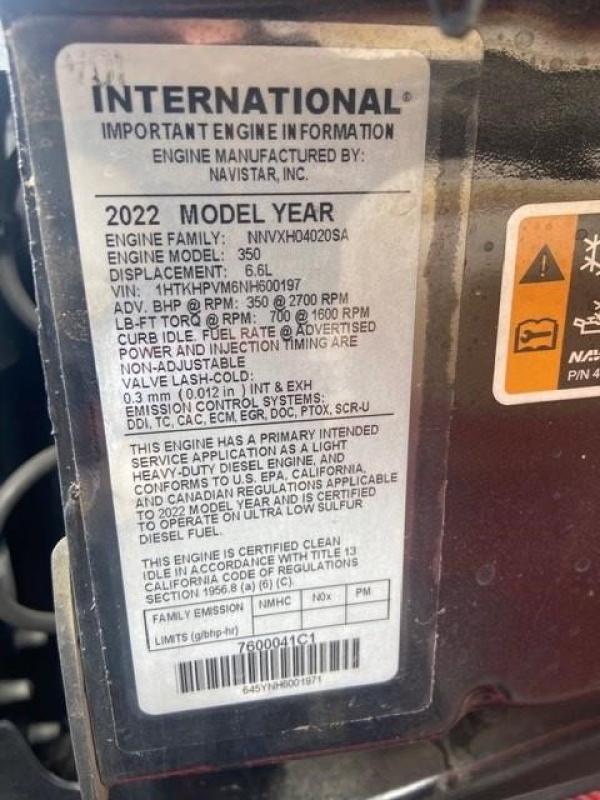 INTERNATIONAL®
IMPORTANT ENGINE INFORMATION
ENGINE MANUFACTURED BY:
NAVISTAR, INC.
2022 MODEL YEAR
ENGINE FAMILY: NNVXH04020SA
ENGINE MODEL: 350
DISPLACEMENT: 6.6L
VIN: 1HTKHPVM6NH600197
ADV. BHP @ RPM: 350 @ 2700 RPM
LB-FT TORQ @ RPM: 700 @ 1600 RPM
CURB IDLE. FUEL RATE @ ADVERTISED
POWER AND INJECTION TIMING ARE
NON-ADJUSTABLE
VALVE LASH-COLD:
0.3 mm (0.012 in) INT & EXH
EMISSION CONTROL SYSTEMS:
DDI, TC, CAC, ECM, EGR, DOC, PTOX, SCR-U
THIS ENGINE HAS A PRIMARY INTENDED
SERVICE APPLICATION AS A LIGHT
HEAVY-DUTY DIESEL ENGINE, AND
CONFORMS TO U.S. EPA, CALIFORNIA,
AND CANADIAN REGULATIONS APPLICABLE
TO 2022 MODEL YEAR AND IS CERTIFIED
TO OPERATE ON ULTRA LOW SULFUR
DIESEL FUEL.
THIS ENGINE IS CERTIFIED CLEAN
IDLE IN ACCORDANCE WITH TITLE 13
CALIFORNIA CODE OF REGULATIONS
SECTION 1956.8 (a) (6) (C).
FAMILY EMISSION NMHC NOx PM
LIMITS (g/bhp-hr)
7600041C1
645YNH6001971
P/N 4